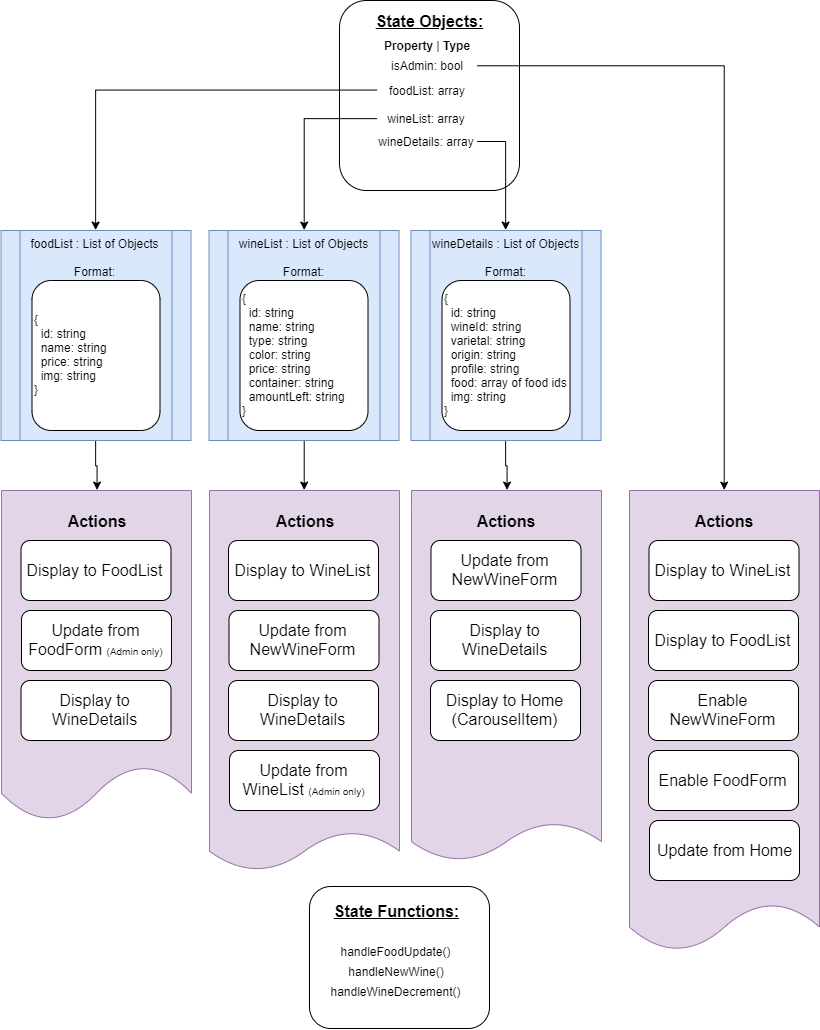 State Objects:
Property | Type
isAdmin: bool
foodList: array
wineList: array
wineDetails: array
foodList : List of Objects
Format:
{
id: string
name: string
price: string
img: string
}
wineList : List of Objects
Format:
{
id: string
name: string
type: string
color: string
price: string
container: string
amountLeft: string
}
wineDetails : List of Objects
Format:
{
id: string
wineId: string
varietal: string
origin: string
profile: string
food: array of food ids
img: string
}
Actions
Display to FoodList
Update from
FoodForm (Admin only)
Display to
WineDetails
Actions
Display to WineList
Update from
NewWineForm
Display to
WineDetails
Update from
WineList (Admin only)
Actions
Update from
NewWineForm
Display to
WineDetails
Display to Home
(CarouselItem)
Actions
Display to WineList
Display to FoodList
Enable
NewWineForm
Enable FoodForm
Update from Home
State Functions:
handleFoodUpdate()
handleNewWine()
handleWineDecrement()